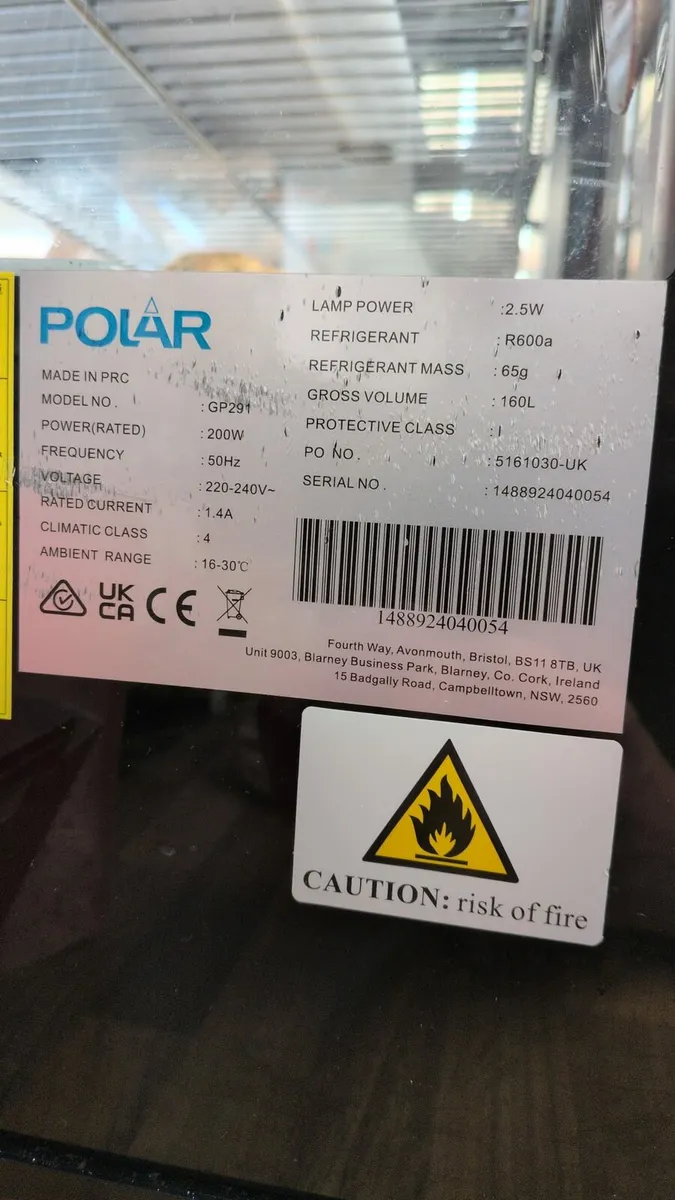 POLAR
MADE IN PRC
MODEL NO. : GP291
POWER(RATED) : 200W
FREQUENCY : 50Hz
VOLTAGE : 220-240V~
RATED CURRENT : 1.4A
CLIMATIC CLASS : 4
AMBIENT RANGE : 16-30℃
UK
CA
CE
LAMP POWER :2.5W
REFRIGERANT : R600a
REFRIGERANT MASS : 65g
GROSS VOLUME : 160L
PROTECTIVE CLASS : I
PO NO. : 5161030-UK
SERIAL NO. : 1488924040054
1488924040054
Fourth Way, Avonmouth, Bristol, BS11 8TB, UK
Unit 9003, Blarney Business Park, Blarney, Co. Cork, Ireland
15 Badgally Road, Campbelltown, NSW, 2560
CAUTION: risk of fire